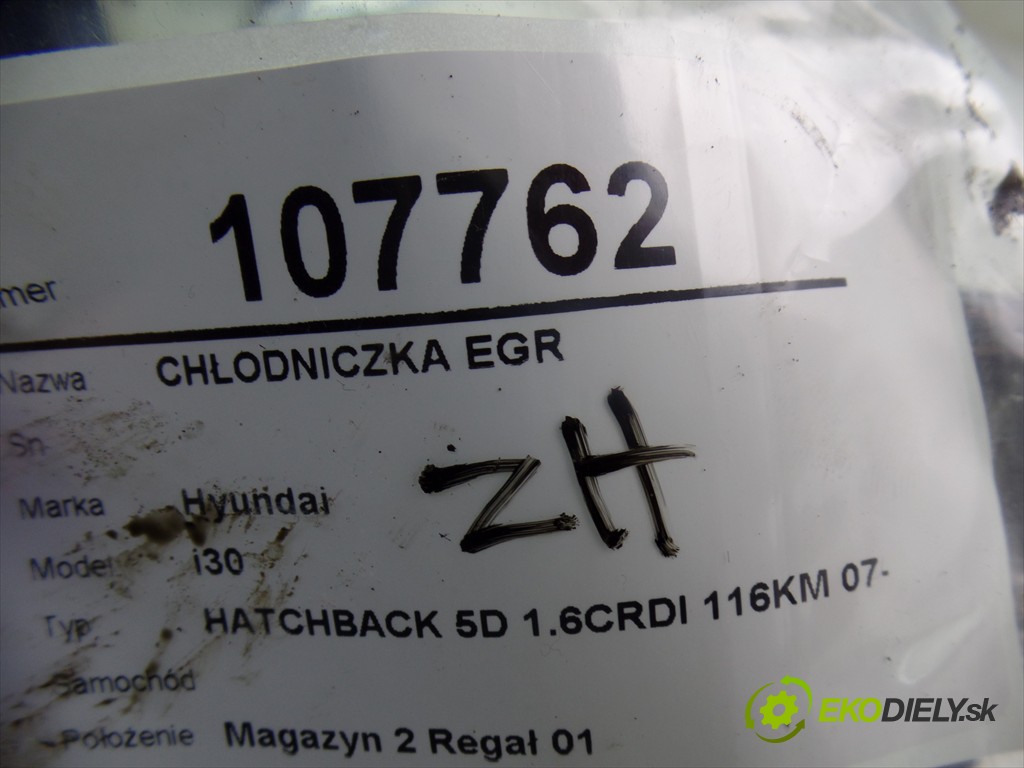 107762
mer
Nazwa CHŁODNICZKA EGR
Sn
ZH
Marka Hyundai
Model i30
Typ HATCHBACK 5D 1.6CRDI 116KM 07-
Samochód
Położenie Magazyn 2 Regał 01
EKODIELY.sk